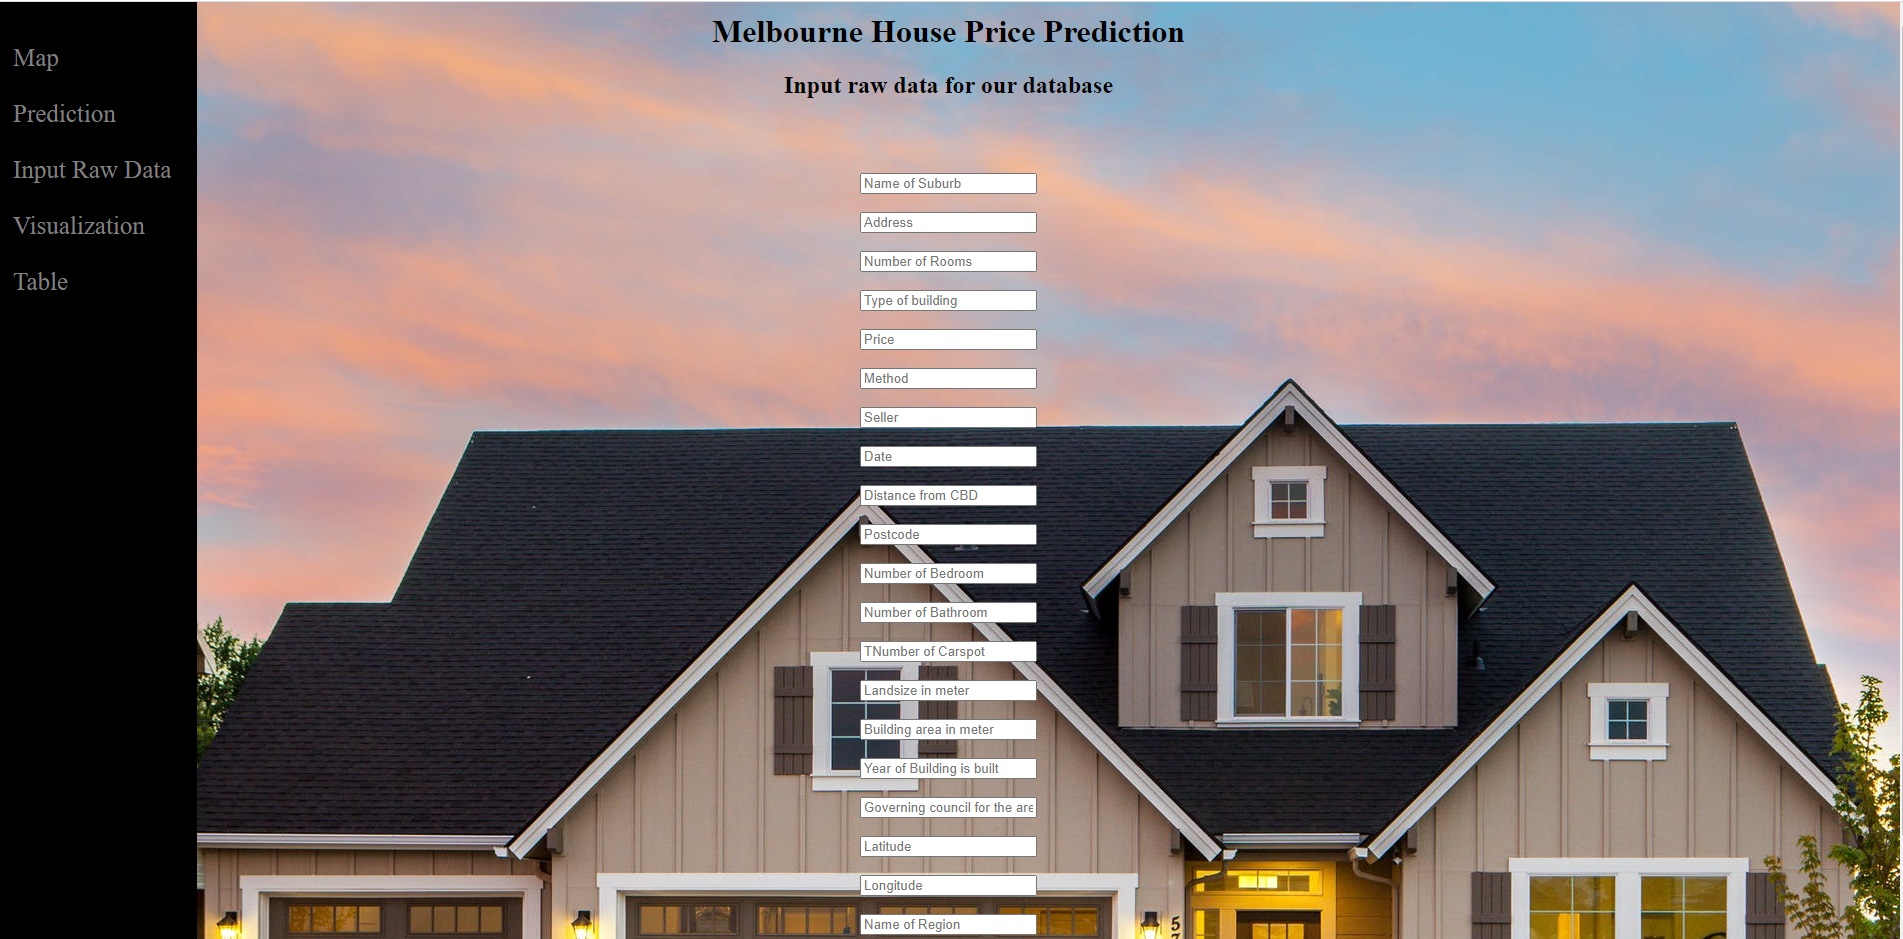 Melbourne House Price Prediction
Input raw data for our database
Map
Prediction
Input Raw Data
Visualization
Table
Name of Suburb
Address
Number of Rooms
Type of building
Price
Method
Seller
Date
Distance from CBD
Postcode
Number of Bedroom
Number of Bathroom
TNumber of Carspot
Landsize in meter
Building area in meter
Year of Building is built
Governing council for the are
Latitude
Longitude
Name of Region
5